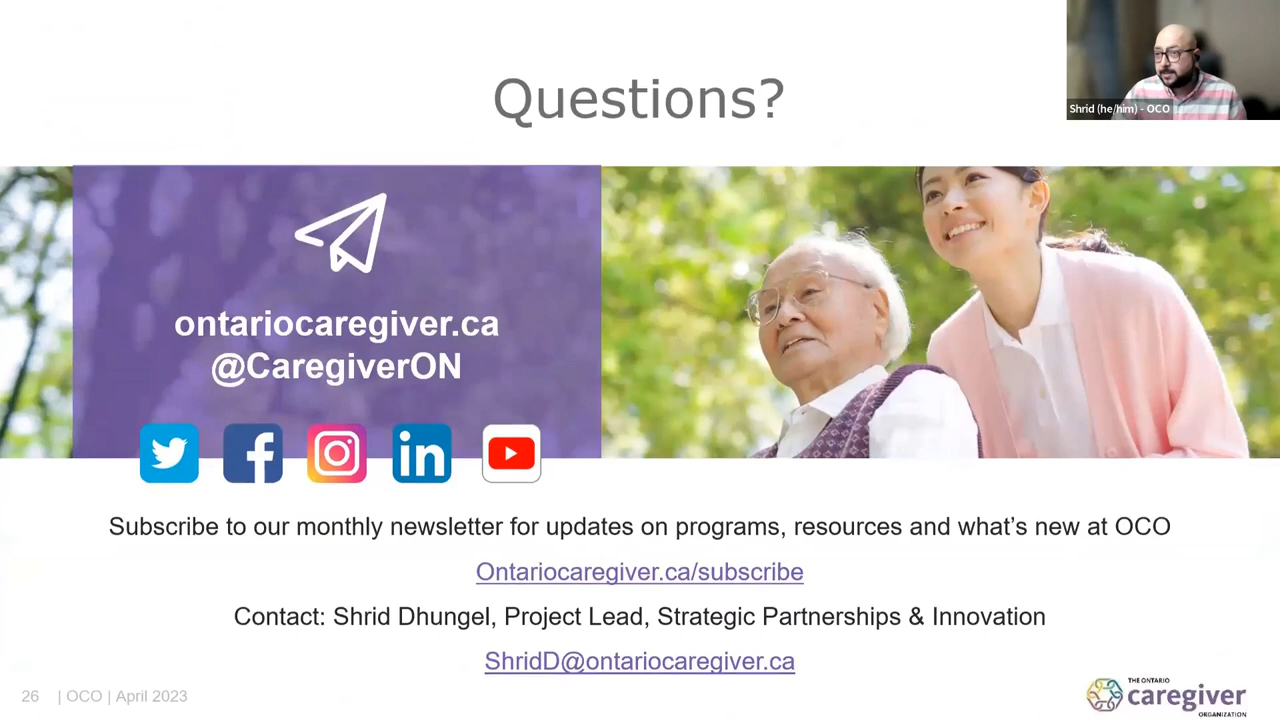 Questions?
Shrid (he/him) - OCO
ontariocaregiver.ca
@CaregiverON
Subscribe to our monthly newsletter for updates on programs, resources and what's new at OCO
Ontariocaregiver.ca/subscribe
Contact: Shrid Dhungel, Project Lead, Strategic Partnerships & Innovation
ShridD@ontariocaregiver.ca
26 | OCO | April 2023
THE ONTARIO
caregiver
ORGANIZATION